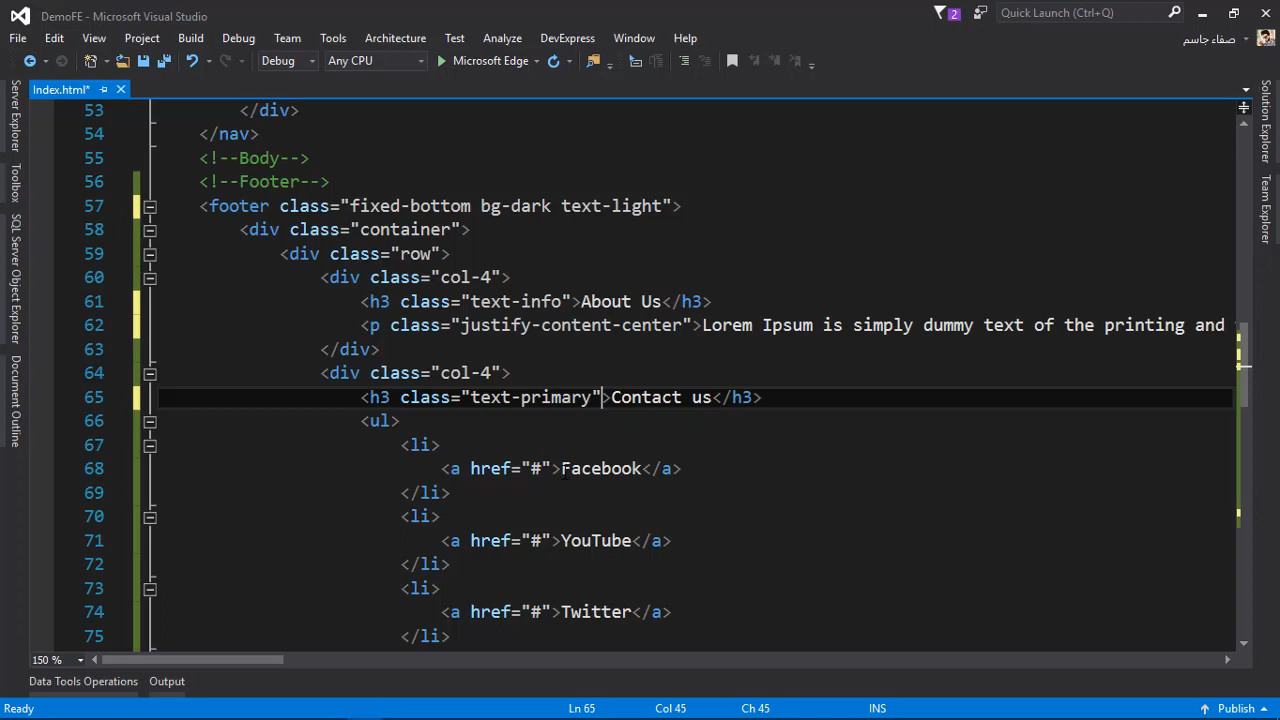 DemoFE - Microsoft Visual Studio
2
Quick Launch (Ctrl+Q)
File Edit View Project Build Debug Team Tools Architecture Test Analyze DevExpress Window Help
صفاء جاسم
Debug Any CPU Microsoft Edge
Index.html*
Server Explorer
Toolbox
SQL Server Object Explorer
Document Outline
Solution Explorer
Team Explorer
53 </div>
54 </nav>
55 <!--Body-->
56 <!--Footer-->
57 <footer class="fixed-bottom bg-dark text-light">
58 <div class="container">
59 <div class="row">
60 <div class="col-4">
61 <h3 class="text-info">About Us</h3>
62 <p class="justify-content-center">Lorem Ipsum is simply dummy text of the printing and
63 </div>
64 <div class="col-4">
65 <h3 class="text-primary">Contact us</h3>
66 <ul>
67 <li>
68 <a href="#">Facebook</a>
69 </li>
70 <li>
71 <a href="#">YouTube</a>
72 </li>
73 <li>
74 <a href="#">Twitter</a>
75 </li>
150 %
Data Tools Operations Output
Ready Ln 65 Col 45 Ch 45 INS Publish